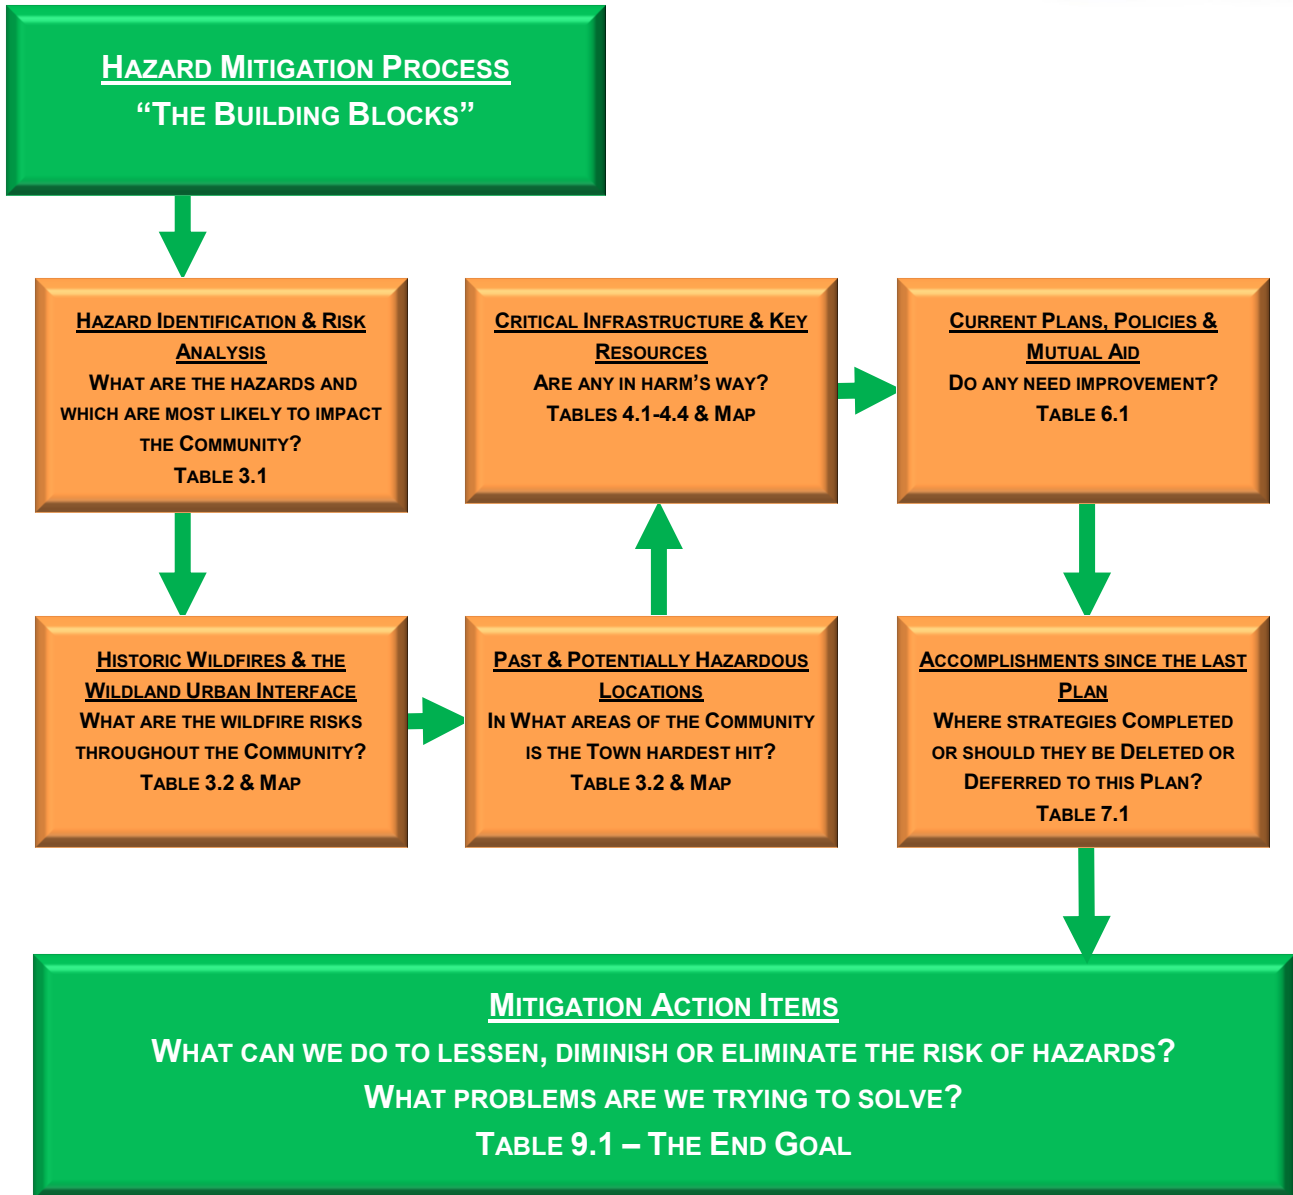 HAZARD MITIGATION PROCESS
“THE BUILDING BLOCKS”
HAZARD IDENTIFICATION & RISK
ANALYSIS
WHAT ARE THE HAZARDS AND
WHICH ARE MOST LIKELY TO IMPACT
THE COMMUNITY?
TABLE 3.1
HISTORIC WILDFIRES & THE
WILDLAND URBAN INTERFACE
WHAT ARE THE WILDFIRE RISKS
THROUGHOUT THE COMMUNITY?
TABLE 3.2 & MAP
PAST & POTENTIALLY HAZARDOUS
LOCATIONS
IN WHAT AREAS OF THE COMMUNITY
IS THE TOWN HARDEST HIT?
TABLE 3.2 & MAP
CRITICAL INFRASTRUCTURE & KEY
RESOURCES
ARE ANY IN HARM’S WAY?
TABLES 4.1-4.4 & MAP
CURRENT PLANS, POLICIES &
MUTUAL AID
DO ANY NEED IMPROVEMENT?
TABLE 6.1
ACCOMPLISHMENTS SINCE THE LAST
PLAN
WHERE STRATEGIES COMPLETED
OR SHOULD THEY BE DELETED OR
DEFERRED TO THIS PLAN?
TABLE 7.1
MITIGATION ACTION ITEMS
WHAT CAN WE DO TO LESSEN, DIMINISH OR ELIMINATE THE RISK OF HAZARDS?
WHAT PROBLEMS ARE WE TRYING TO SOLVE?
TABLE 9.1 – THE END GOAL